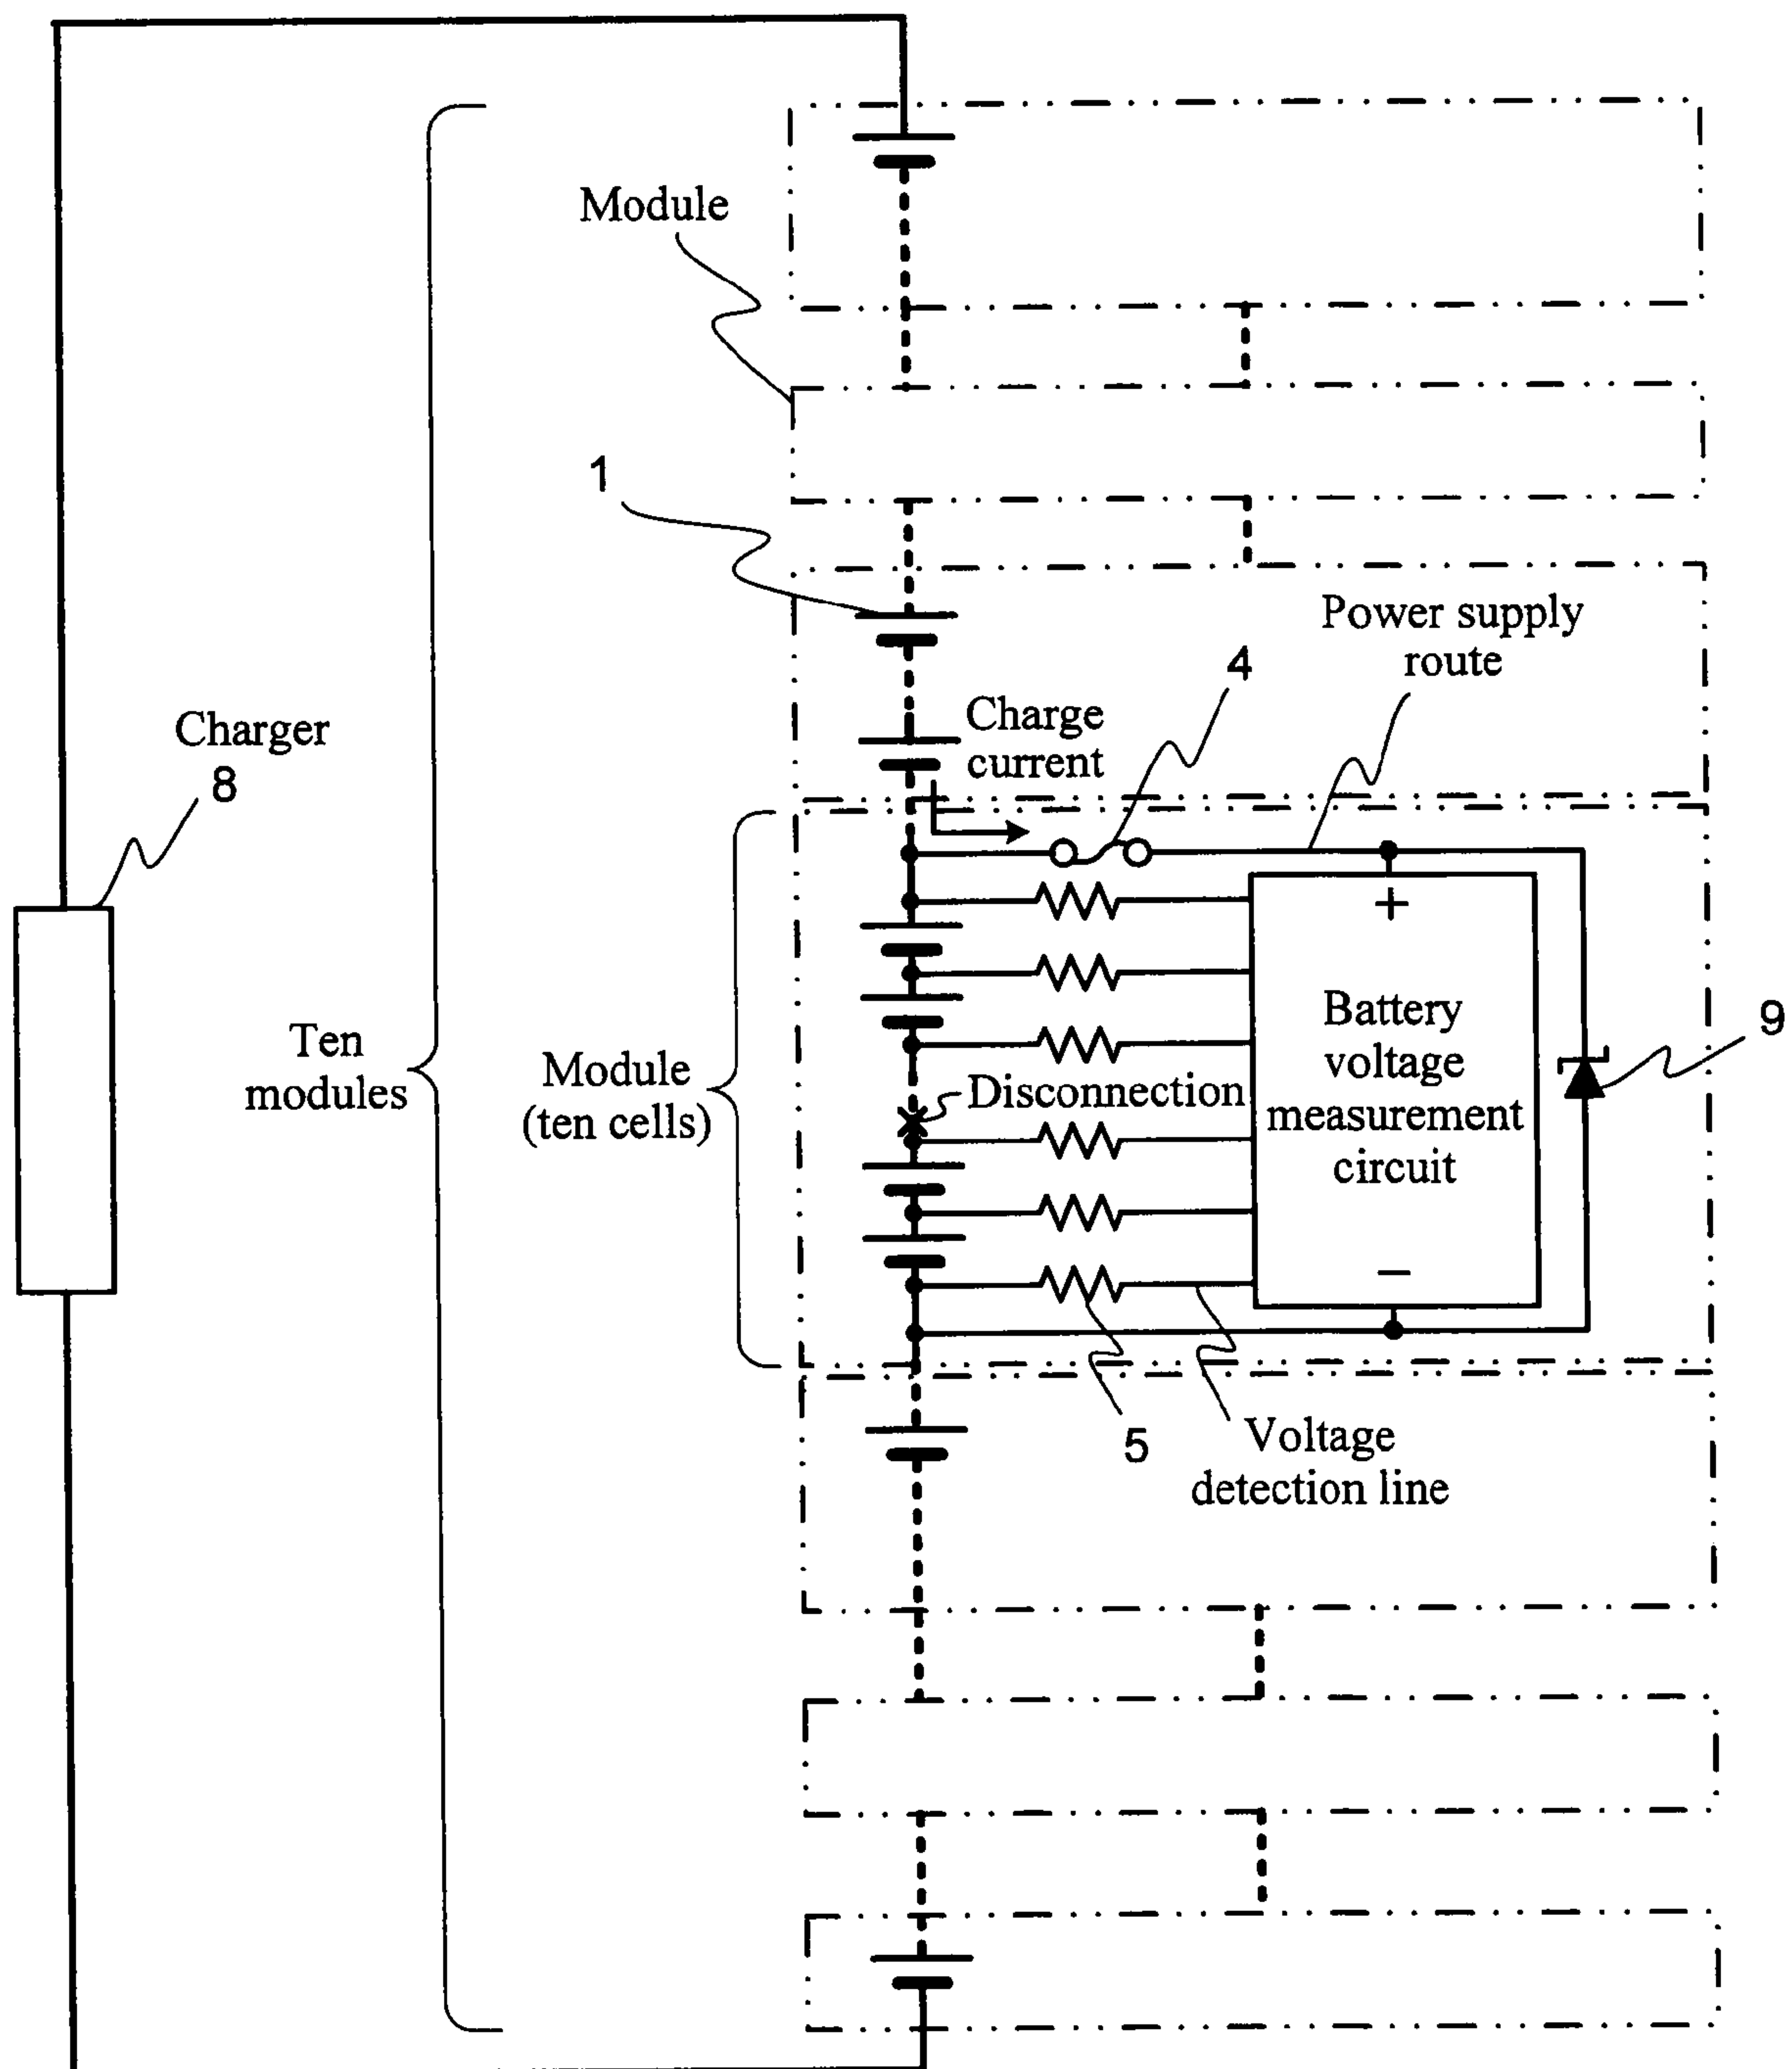 Module
1
Power supply
route
4
Charge
current
Charger
8
+
Battery
voltage
measurement
circuit
9
Ten
modules
Module
(ten cells)
Disconnection
−
5
Voltage
detection line